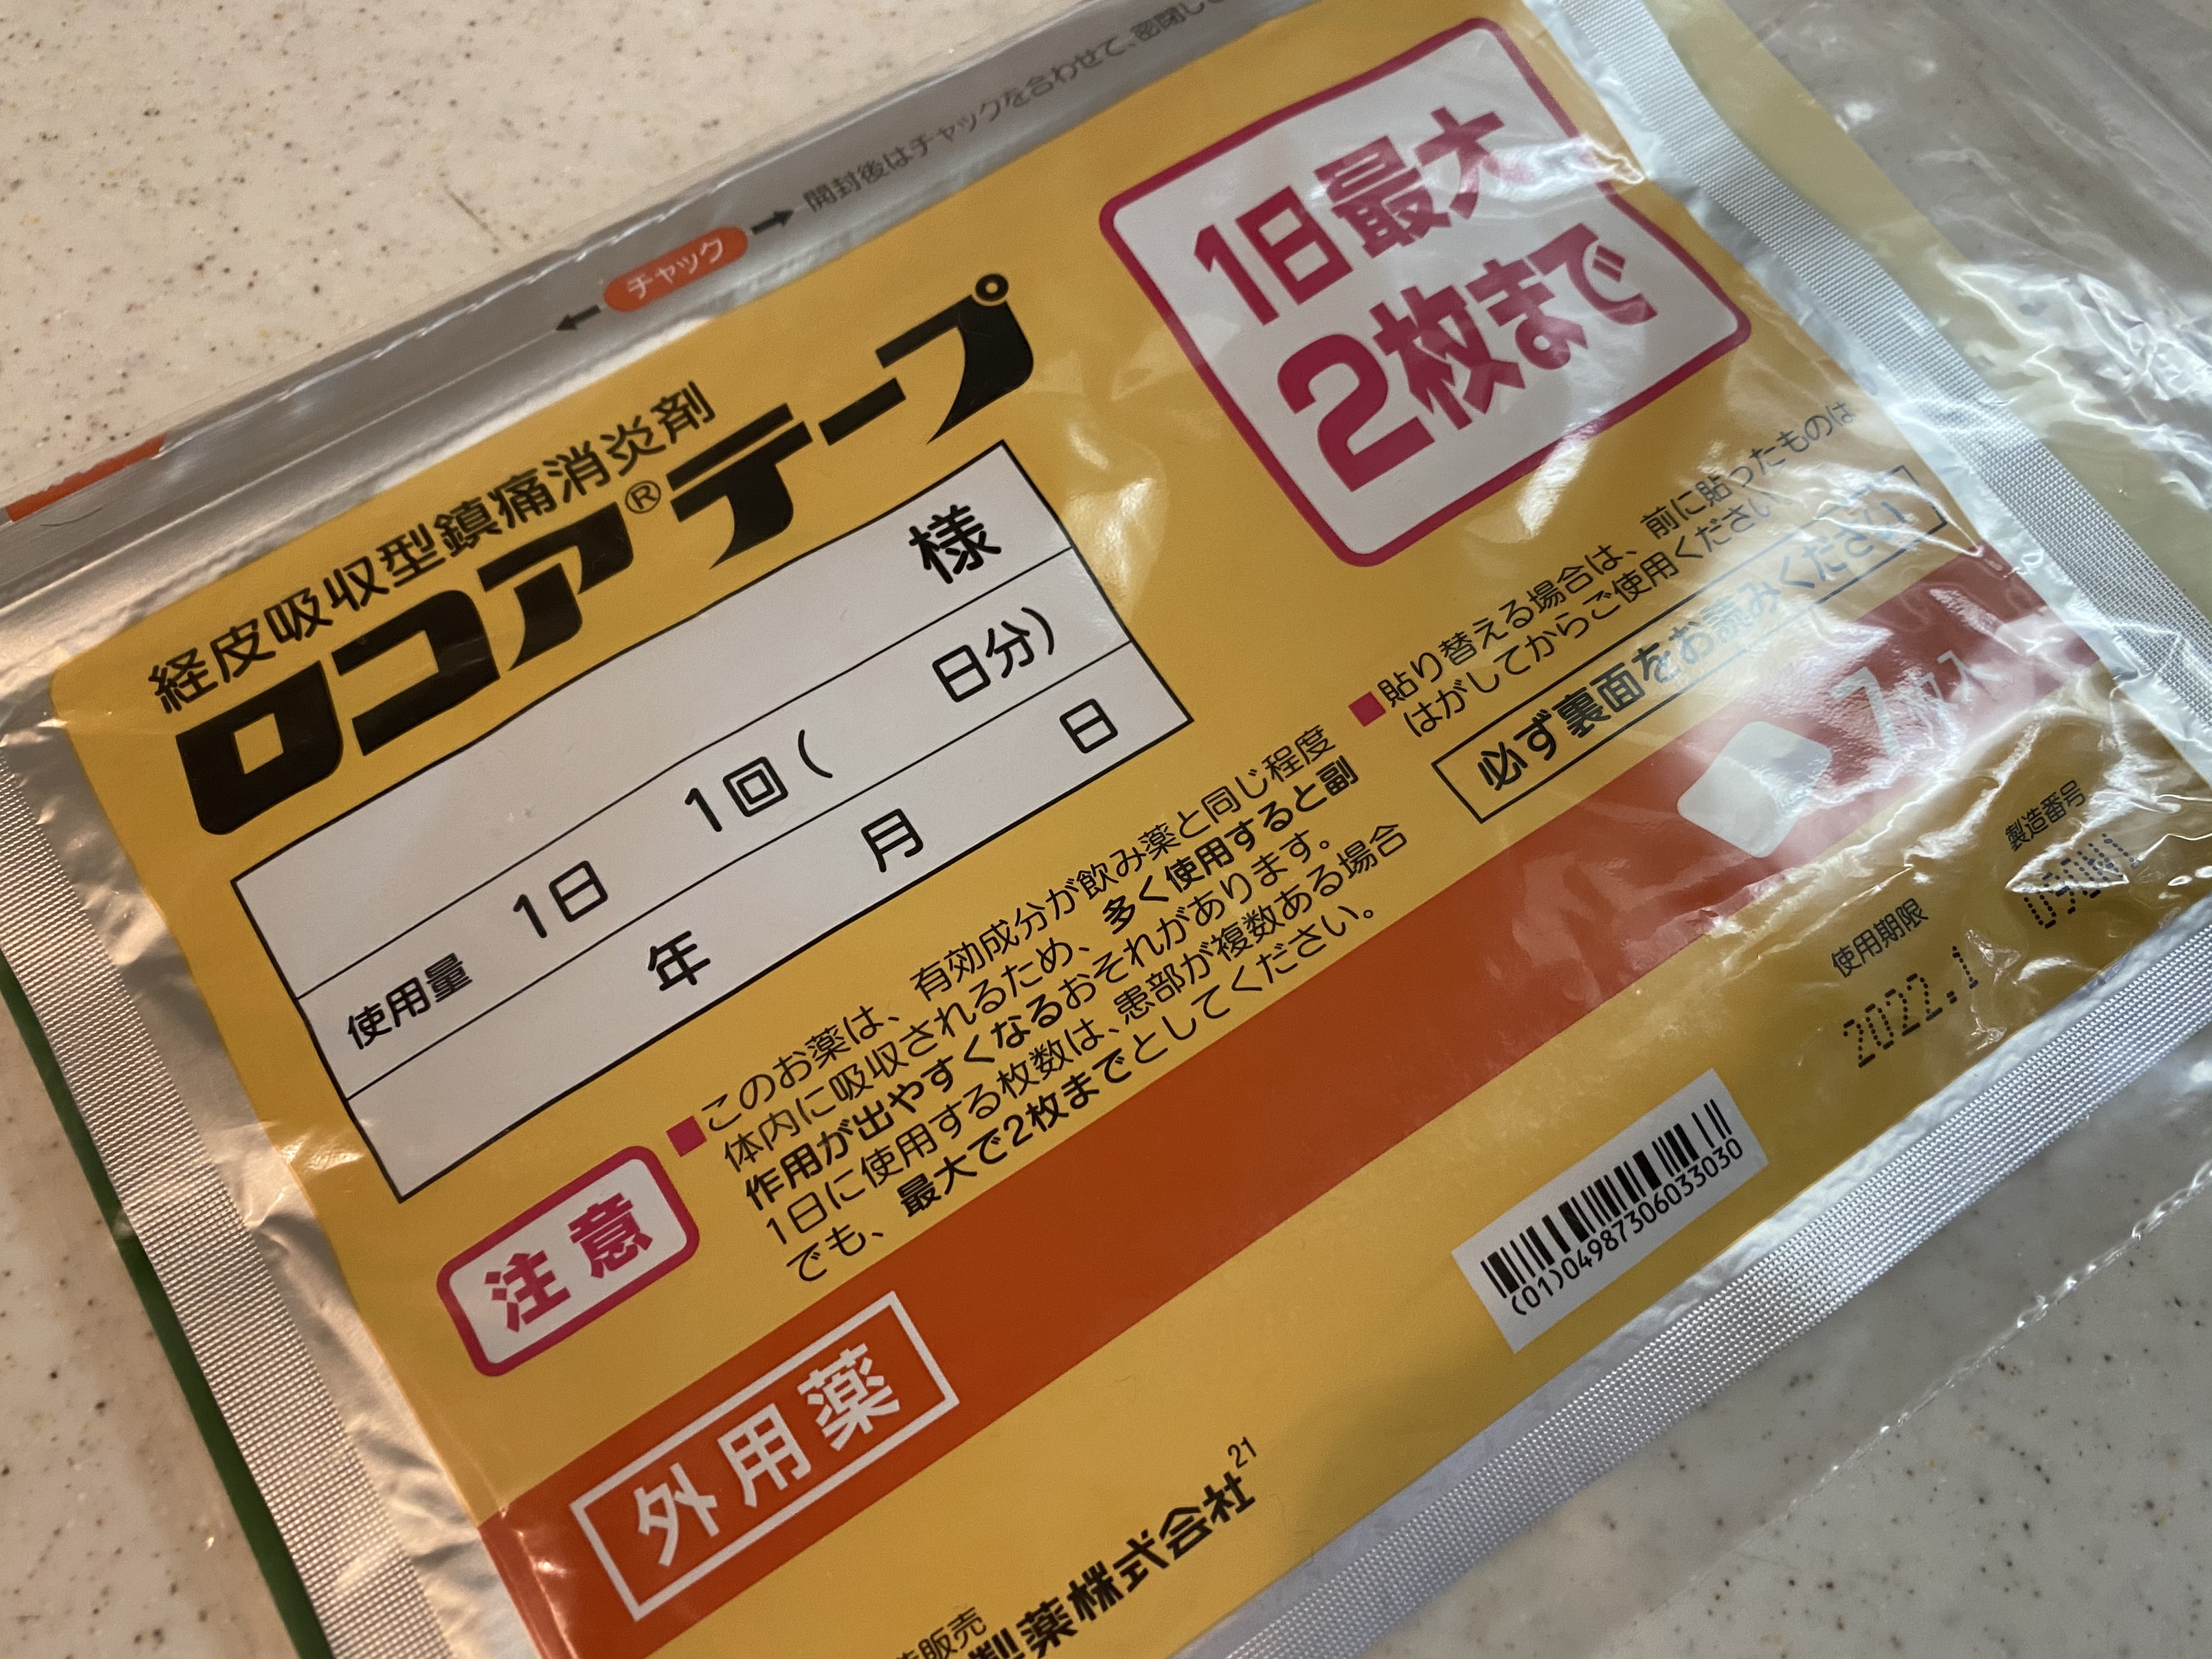 開封後はチャックを合わせて、密閉して
チャック
経皮吸収型鎮痛消炎剤
ロコア®テープ
様
使用量 1日 1回( 日分)
年 月 日
1日最大
2枚まで
注意
■このお薬は、有効成分が飲み薬と同じ程度
体内に吸収されるため、多く使用すると副
作用が出やすくなるおそれがあります。
1日に使用する枚数は、患部が複数ある場合
でも、最大で2枚までとしてください。
■貼り替える場合は、前に貼ったものは
はがしてからご使用ください。
必ず裏面をお読みください
外用薬
7枚入
製造番号
使用期限
2022.1
(01)04987306033030
販売
製薬株式会社21